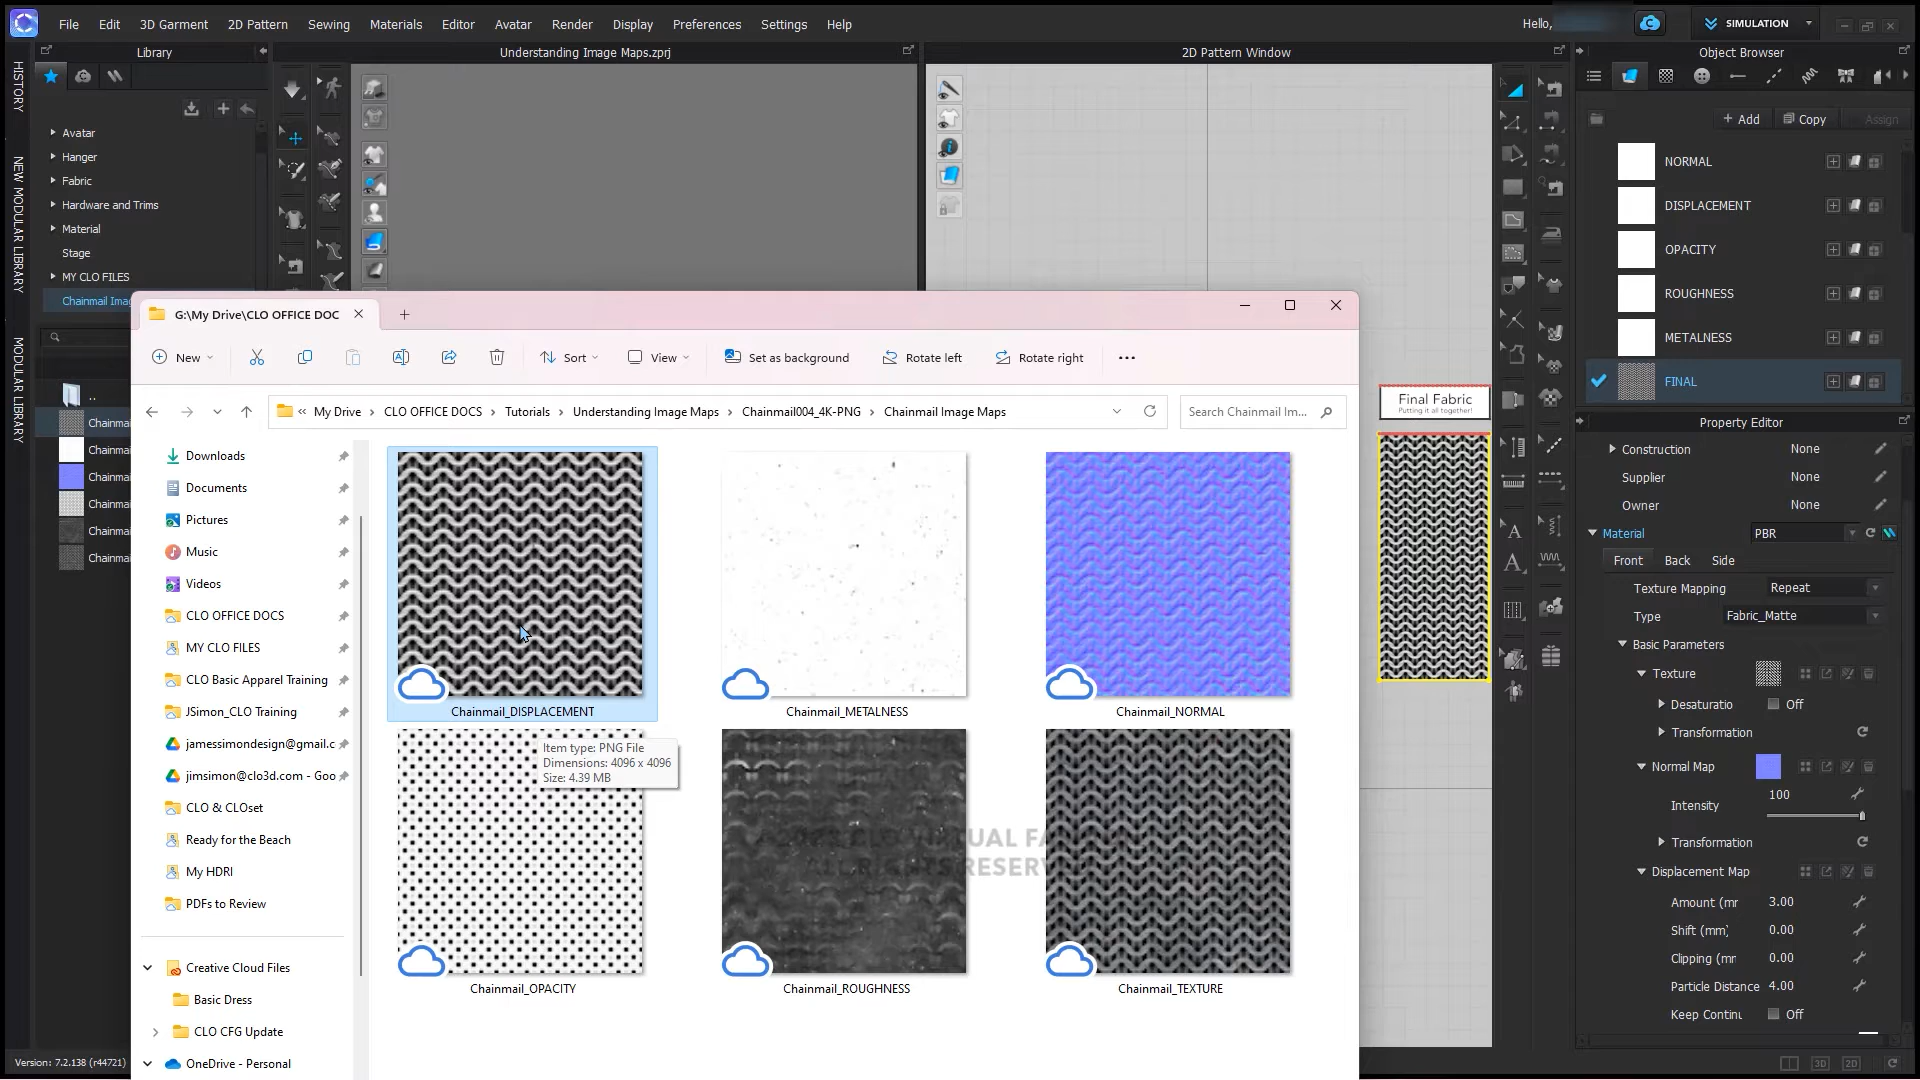 File Edit 3D Garment 2D Pattern Sewing Materials Editor Avatar Render Display Preferences Settings Help
Hello,
SIMULATION
Library
Understanding Image Maps.zprj
2D Pattern Window
Object Browser
HISTORY
NEW MODULAR LIBRARY
MODULAR LIBRARY
Avatar
Hanger
Fabric
Hardware and Trims
Material
Stage
MY CLO FILES
Chainmail Imag
..
Chainma
Chainma
Chainma
Chainma
Chainma
Chainma
Version: 7.2.138 (r44721)
G:\My Drive\CLO OFFICE DOC
New
Sort
View
Set as background
Rotate left
Rotate right
« My Drive > CLO OFFICE DOCS > Tutorials > Understanding Image Maps > Chainmail004_4K-PNG > Chainmail Image Maps
Search Chainmail Im...
Downloads
Documents
Pictures
Music
Videos
CLO OFFICE DOCS
MY CLO FILES
CLO Basic Apparel Training
JSimon_CLO Training
jamessimondesign@gmail.c
jimsimon@clo3d.com - Goo
CLO & CLOset
Ready for the Beach
My HDRI
PDFs to Review
Creative Cloud Files
Basic Dress
CLO CFG Update
OneDrive - Personal
Chainmail_DISPLACEMENT
Chainmail_METALNESS
Chainmail_NORMAL
Item type: PNG File
Dimensions: 4096 x 4096
Size: 4.39 MB
Chainmail_OPACITY
Chainmail_ROUGHNESS
Chainmail_TEXTURE
Final Fabric
Putting it all together!
+ Add
Copy
Assign
NORMAL
DISPLACEMENT
OPACITY
ROUGHNESS
METALNESS
FINAL
Property Editor
Construction None
Supplier None
Owner None
Material PBR
Front Back Side
Texture Mapping Repeat
Type Fabric_Matte
Basic Parameters
Texture
Desaturatio Off
Transformation
Normal Map
Intensity 100
Transformation
Displacement Map
Amount (mr 3.00
Shift (mm) 0.00
Clipping (mr 0.00
Particle Distance 4.00
Keep Continu Off
3D
2D